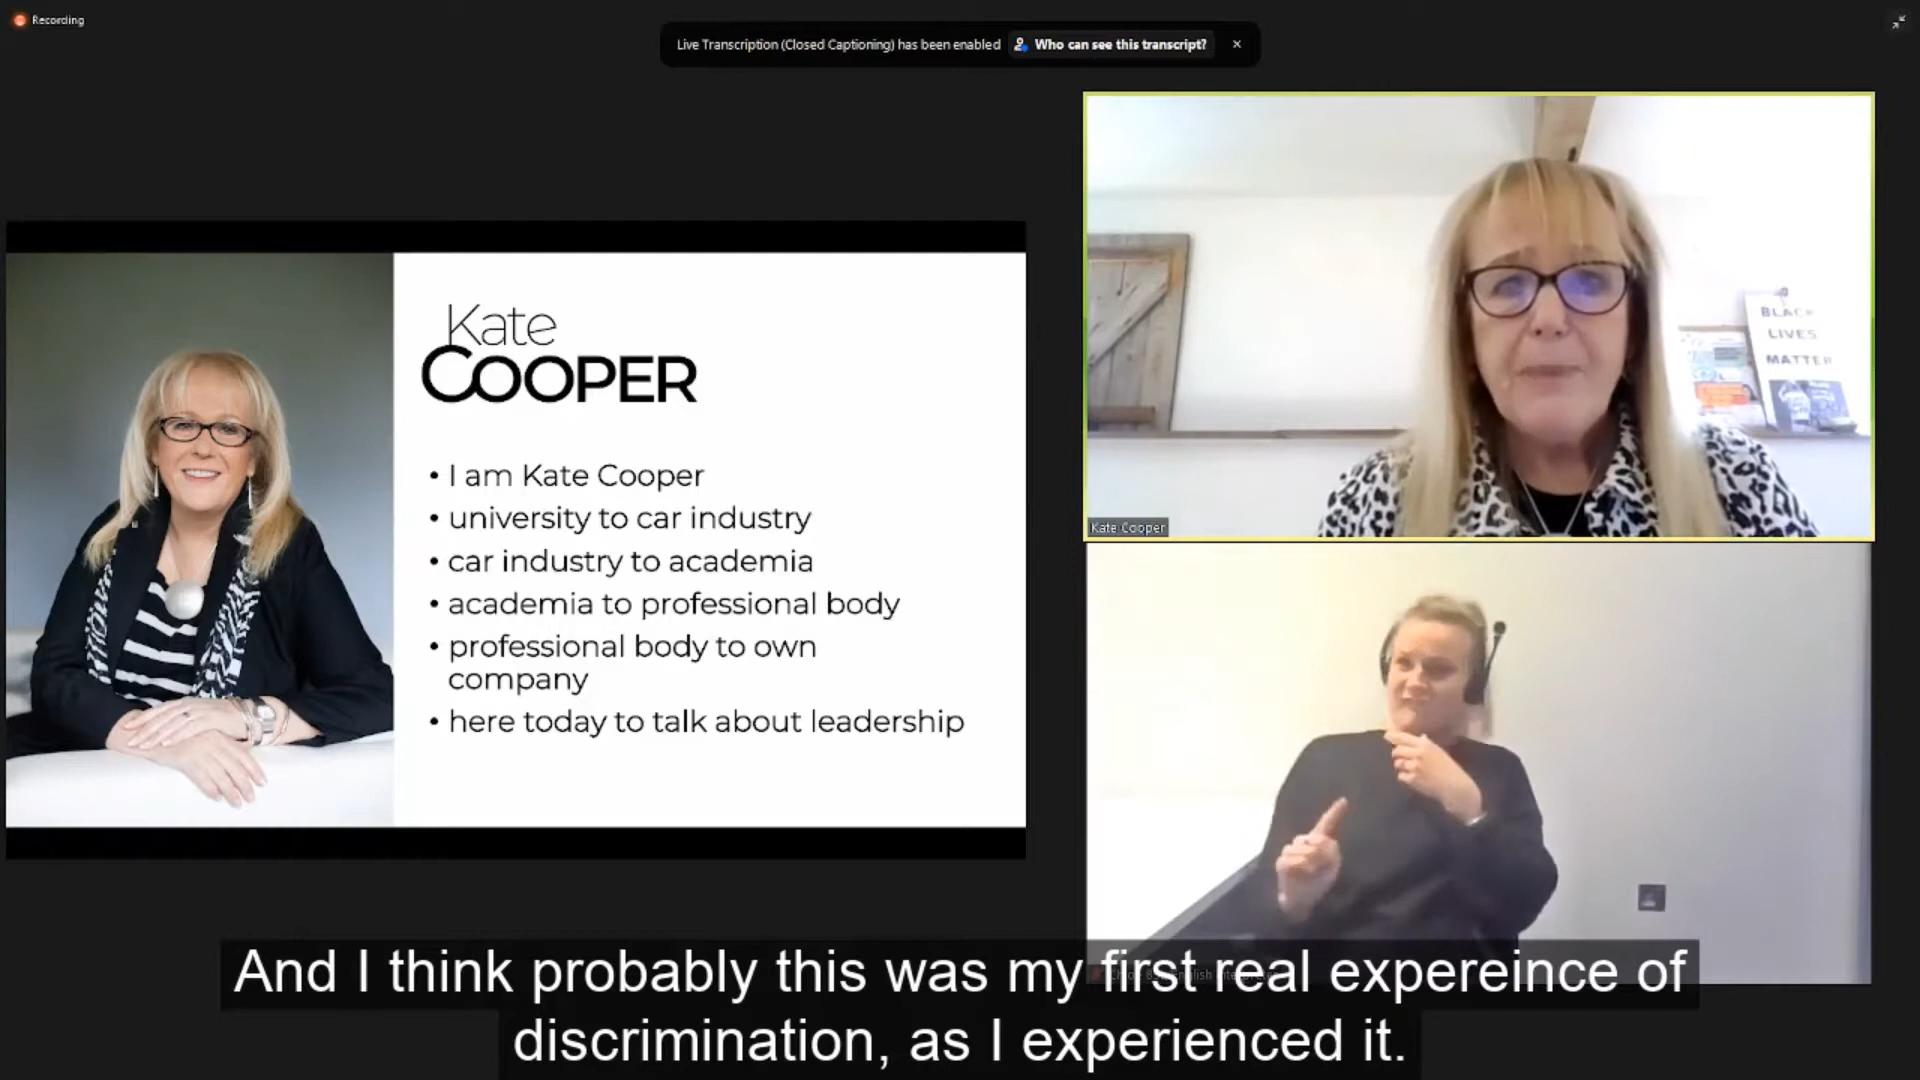 Recording
Live Transcription (Closed Captioning) has been enabled
Who can see this transcript?
Kate
COOPER
• I am Kate Cooper
• university to car industry
• car industry to academia
• academia to professional body
• professional body to own
company
• here today to talk about leadership
BLACK
LIVES
MATTER
Kate Cooper
And I think probably this was my first real expereince of
discrimination, as I experienced it.